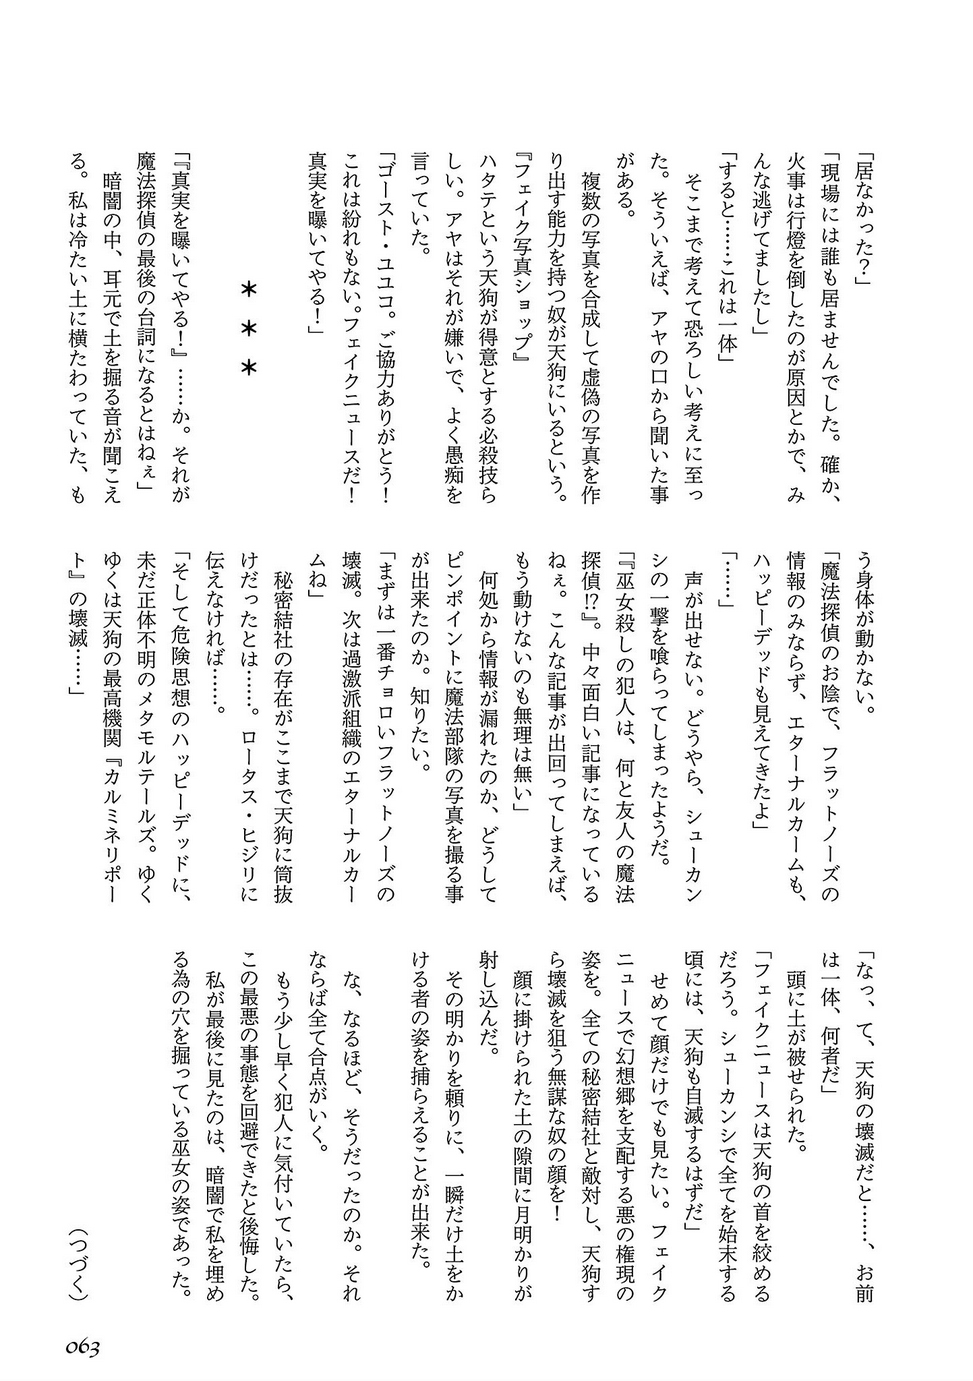 「居なかった？」
「現場には誰も居ませんでした。確か、
火事は行燈を倒したのが原因とかで、み
んな逃げてましたし」
「すると……これは一体」
　そこまで考えて恐ろしい考えに至っ
た。そういえば、アヤの口から聞いた事
がある。
　複数の写真を合成して虚偽の写真を作
り出す能力を持つ奴が天狗にいるという。
『フェイク写真ショップ』
ハタテという天狗が得意とする必殺技ら
しい。アヤはそれが嫌いで、よく愚痴を
言っていた。
「ゴースト・ユユコ。ご協力ありがとう！
これは紛れもない。フェイクニュースだ！
真実を曝いてやる！」
＊　＊　＊
「『真実を曝いてやる！』……か。それが
魔法探偵の最後の台詞になるとはねぇ」
　暗闇の中、耳元で土を掘る音が聞こえ
る。私は冷たい土に横たわっていた、も
う身体が動かない。
「魔法探偵のお陰で、フラットノーズの
情報のみならず、エターナルカームも、
ハッピーデッドも見えてきたよ」
「……」
　声が出せない。どうやら、シューカン
シの一撃を喰らってしまったようだ。
「『巫女殺しの犯人は、何と友人の魔法
探偵!?』。中々面白い記事になっている
ねぇ。こんな記事が出回ってしまえば、
もう動けないのも無理は無い」
　何処から情報が漏れたのか、どうして
ピンポイントに魔法部隊の写真を撮る事
が出来たのか。知りたい。
「まずは一番チョロいフラットノーズの
壊滅。次は過激派組織のエターナルカー
ムね」
　秘密結社の存在がここまで天狗に筒抜
けだったとは……。ロータス・ヒジリに
伝えなければ……。
「そして危険思想のハッピーデッドに、
未だ正体不明のメタモルテールズ。ゆく
ゆくは天狗の最高機関『カルミネリポー
ト』の壊滅……」
「なっ、て、天狗の壊滅だと……、お前
は一体、何者だ」
　頭に土が被せられた。
「フェイクニュースは天狗の首を絞める
だろう。シューカンシで全てを始末する
頃には、天狗も自滅するはずだ」
　せめて顔だけでも見たい。フェイク
ニュースで幻想郷を支配する悪の権現の
姿を。全ての秘密結社と敵対し、天狗す
ら壊滅を狙う無謀な奴の顔を！
　顔に掛けられた土の隙間に月明かりが
射し込んだ。
　その明かりを頼りに、一瞬だけ土をか
ける者の姿を捕らえることが出来た。
　な、なるほど、そうだったのか。それ
ならば全て合点がいく。
　もう少し早く犯人に気付いていたら、
この最悪の事態を回避できたと後悔した。
　私が最後に見たのは、暗闇で私を埋め
る為の穴を掘っている巫女の姿であった。
（つづく）
063